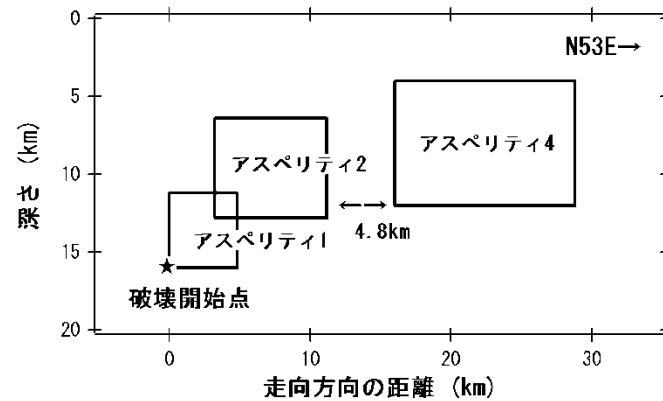 0
5
10
15
20
深さ (km)
N53E→
アスペリティ4
アスペリティ2
4.8km
アスペリティ1
★
破壊開始点
0
10
20
30
走向方向の距離 (km)